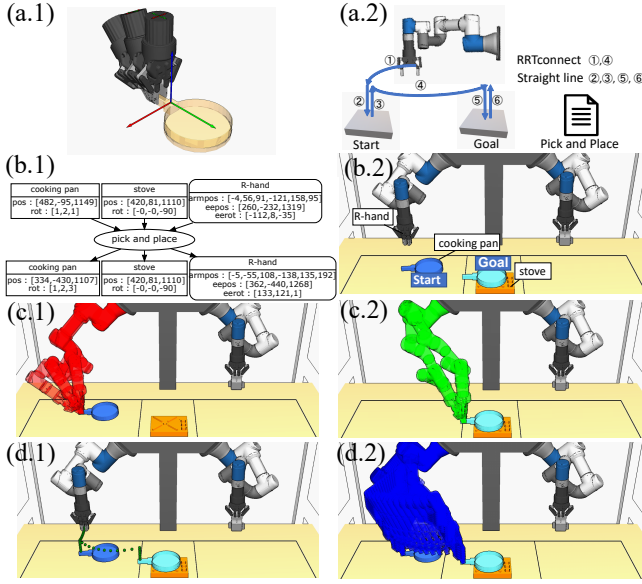 (a.1)
(a.2)
①
④
②
③
⑤
⑥
Start
Goal
RRTconnect ①,④
Straight line ②,③,⑤,⑥
Pick and Place
(b.1)
cooking pan
pos : [482,-95,1149]
rot : [1,2,1]
stove
pos : [420,81,1110]
rot : [-0,-0,-90]
R-hand
armpos : [-4,56,91,-121,158,95]
eepos : [260,-232,1319]
eerot : [-112,8,-35]
pick and place
cooking pan
pos : [334,-430,1107]
rot : [1,2,3]
stove
pos : [420,81,1110]
rot : [-0,-0,-90]
R-hand
armpos : [-5,-55,108,-138,135,192]
eepos : [362,-440,1268]
eerot : [133,121,1]
(b.2)
R-hand
cooking pan
Start
Goal
stove
(c.1)
(c.2)
(d.1)
(d.2)